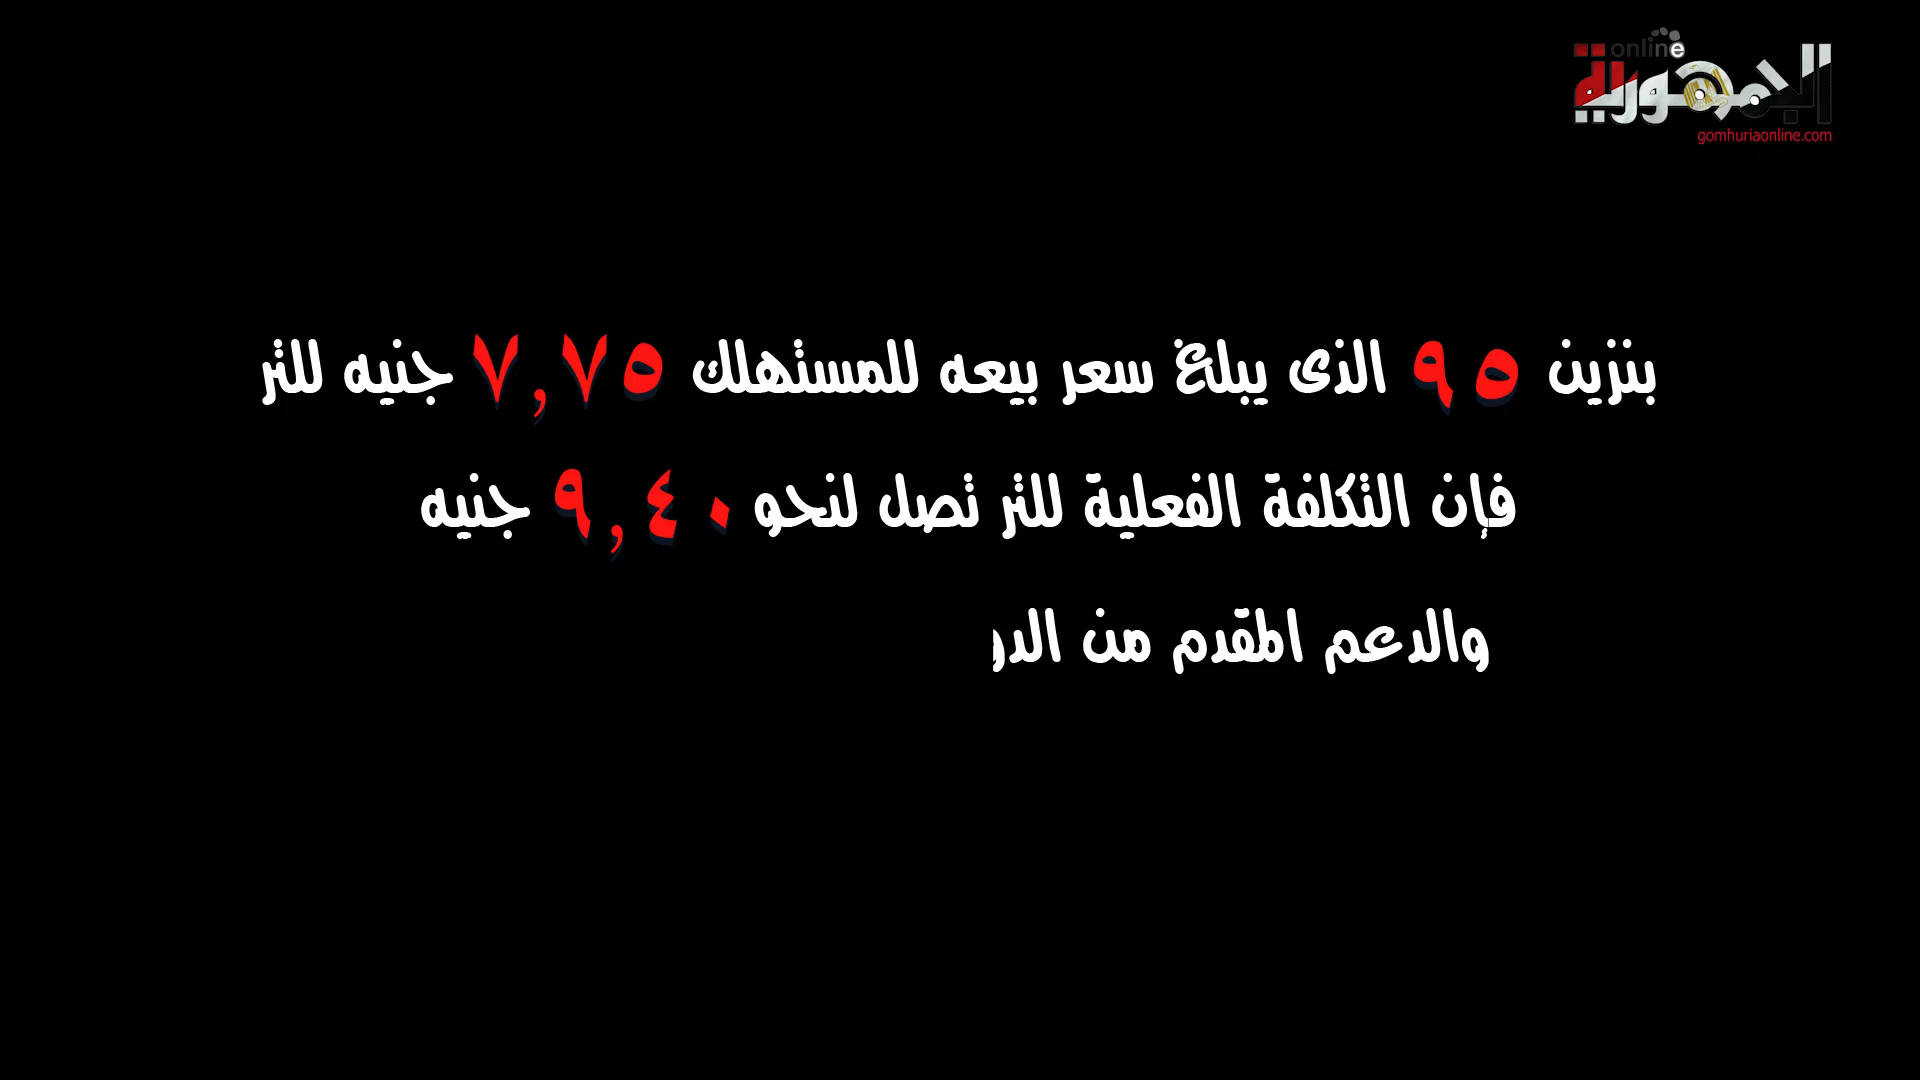 online
الجمهورية
gomhuriaonline.com
بنزين ٩٥ الذى يبلغ سعر بيعه للمستهلك ٧,٧٥ جنيه للتر
فإن التكلفة الفعلية للتر تصل لنحو ٩,٤٠ جنيه
والدعم المقدم من